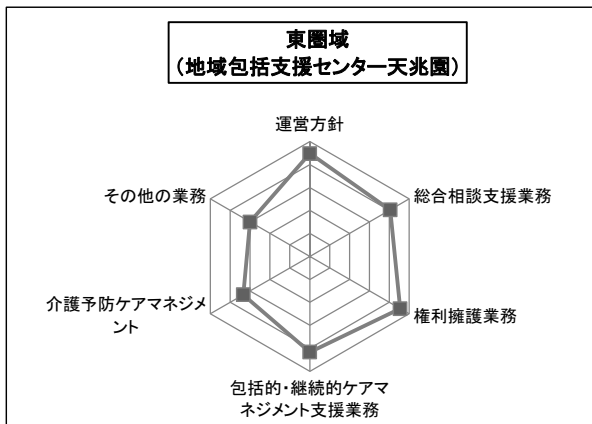 東圏域
（地域包括支援センター天兆園）
運営方針
総合相談支援業務
権利擁護業務
包括的・継続的ケアマ
ネジメント支援業務
介護予防ケアマネジメ
ント
その他の業務